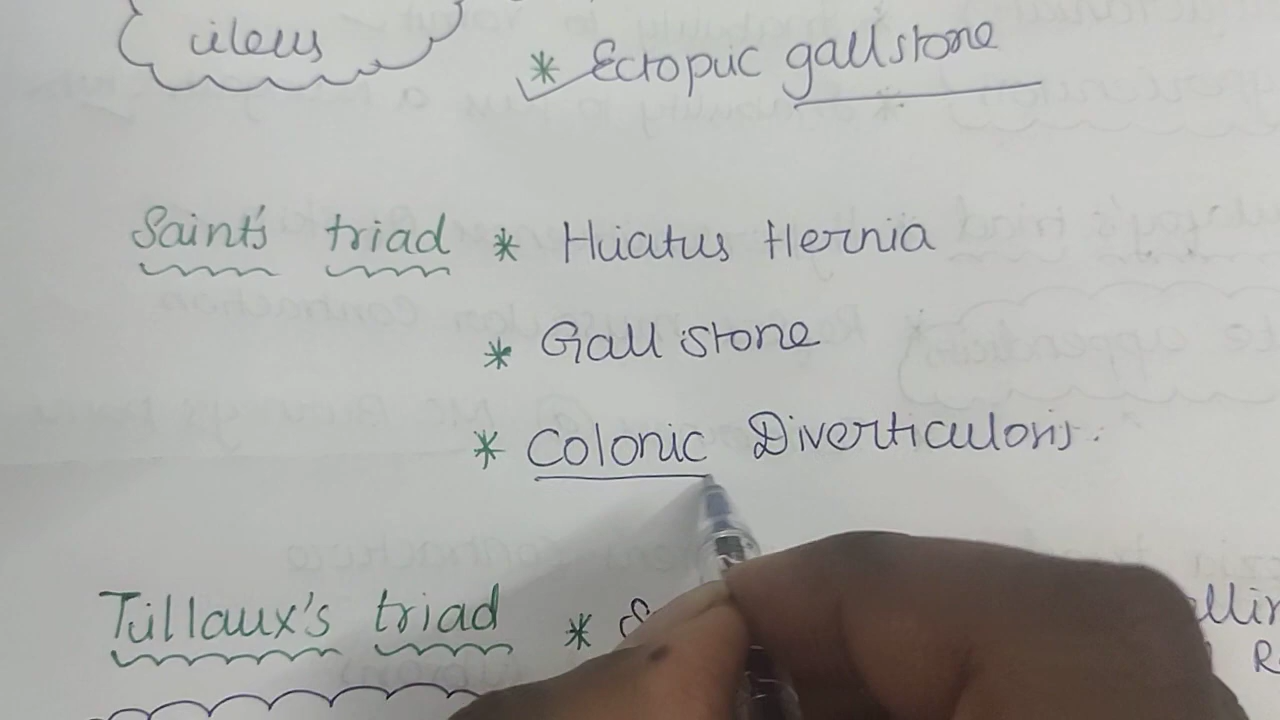 ileus
* Ectopic gallstone
Saint's triad * Hiatus Hernia
* Gall stone
* Colonic Diverticulosis.
Tillaux's triad *